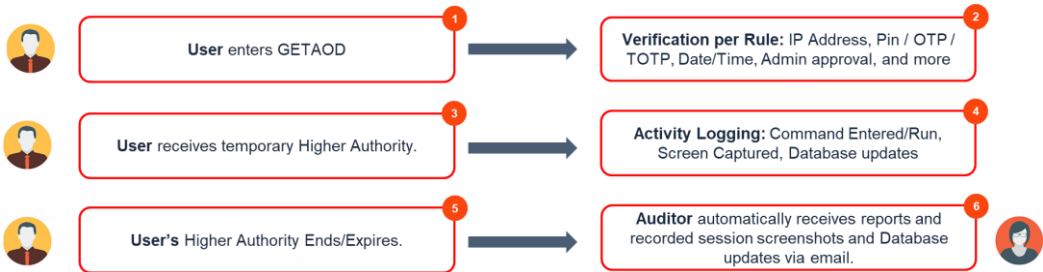 1
User enters GETAOD
2
Verification per Rule: IP Address, Pin / OTP /
TOTP, Date/Time, Admin approval, and more
3
User receives temporary Higher Authority.
4
Activity Logging: Command Entered/Run,
Screen Captured, Database updates
5
User's Higher Authority Ends/Expires.
6
Auditor automatically receives reports and
recorded session screenshots and Database
updates via email.